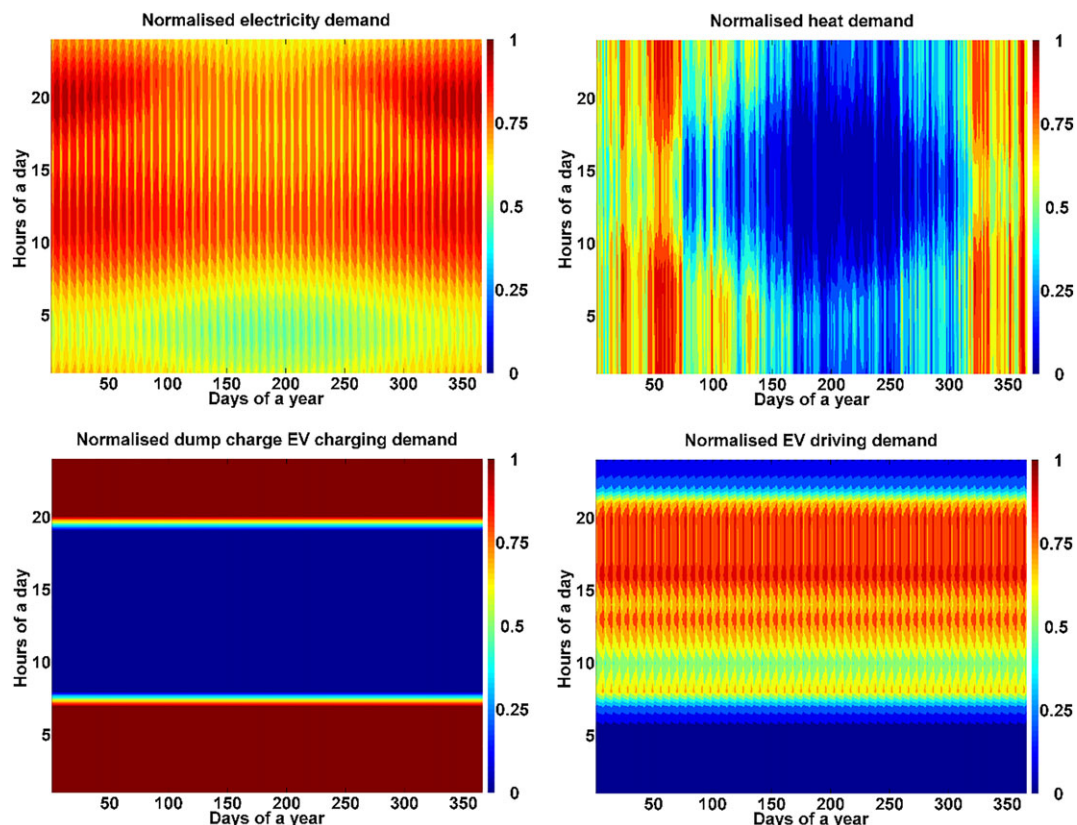 Normalised electricity demand
1
0.75
0.5
0.25
0
20
15
10
5
Hours of a day
50 100 150 200 250 300 350
Days of a year
Normalised heat demand
1
0.75
0.5
0.25
0
20
15
10
5
Hours of a day
50 100 150 200 250 300 350
Days of a year
Normalised dump charge EV charging demand
1
0.75
0.5
0.25
0
20
15
10
5
Hours of a day
50 100 150 200 250 300 350
Days of a year
Normalised EV driving demand
1
0.75
0.5
0.25
0
20
15
10
5
Hours of a day
50 100 150 200 250 300 350
Days of a year